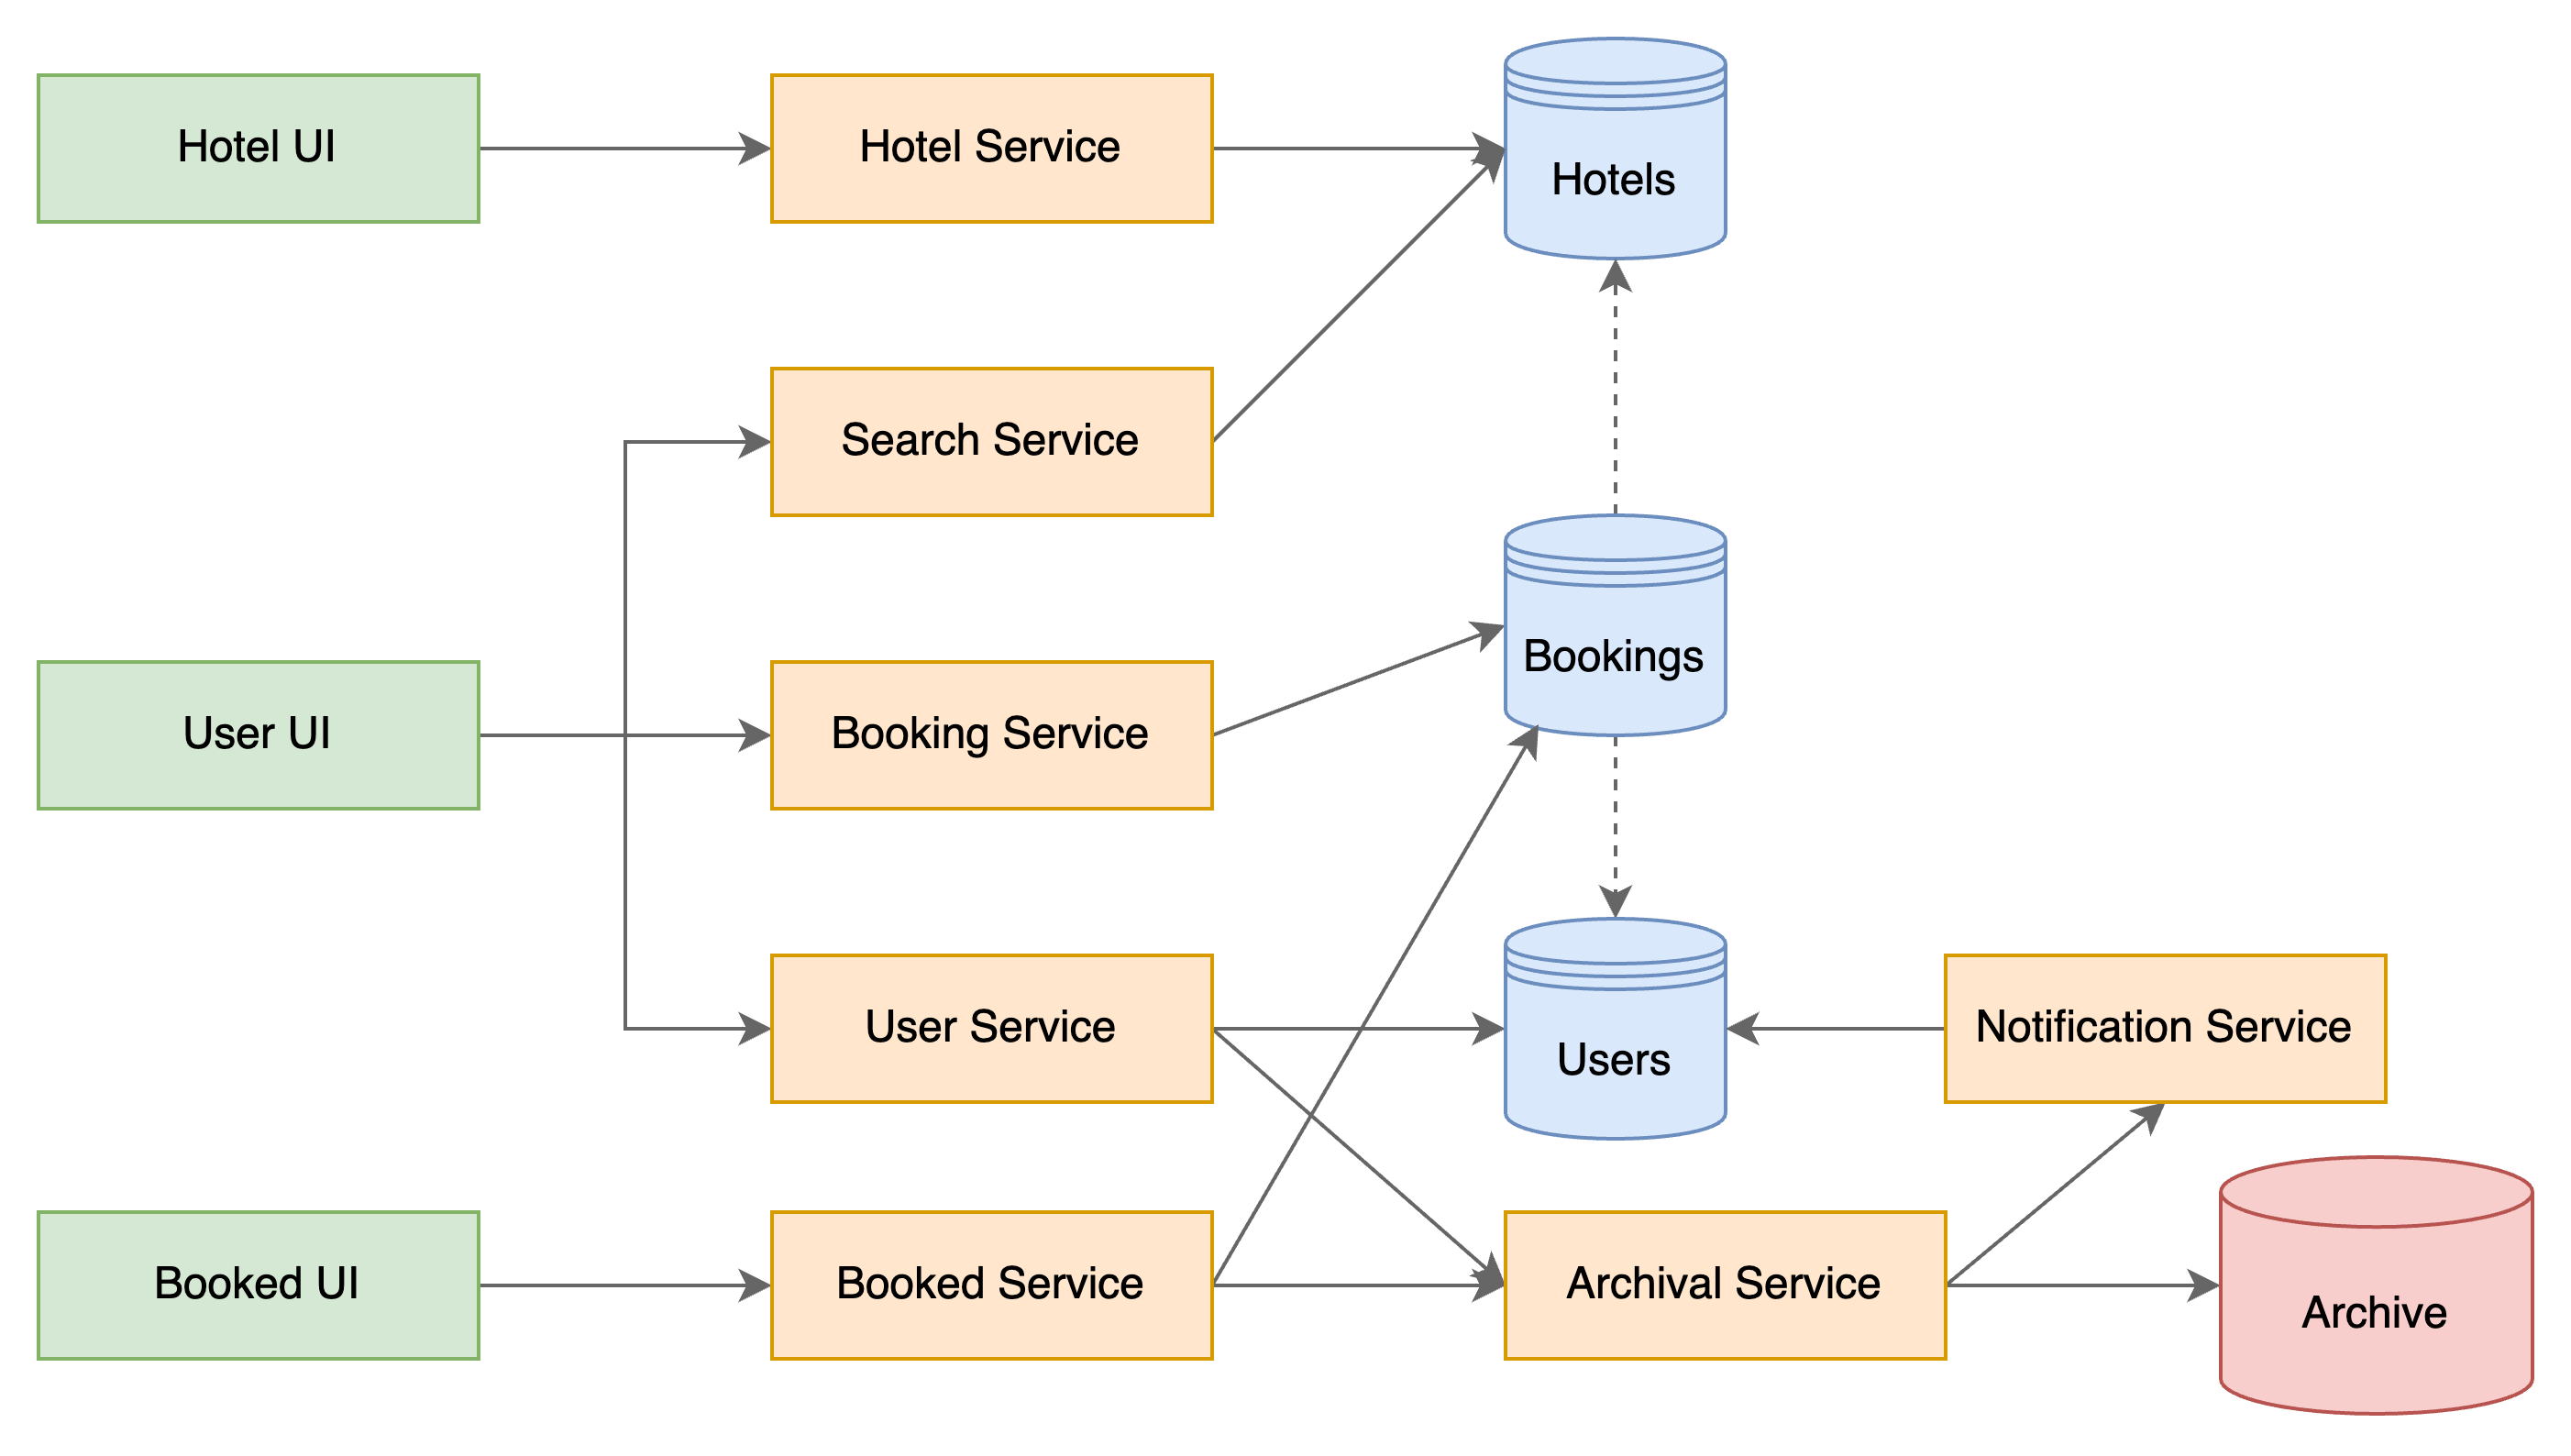 Hotel UI
Hotel Service
Hotels
Search Service
User UI
Booking Service
Bookings
User Service
Users
Notification Service
Booked UI
Booked Service
Archival Service
Archive